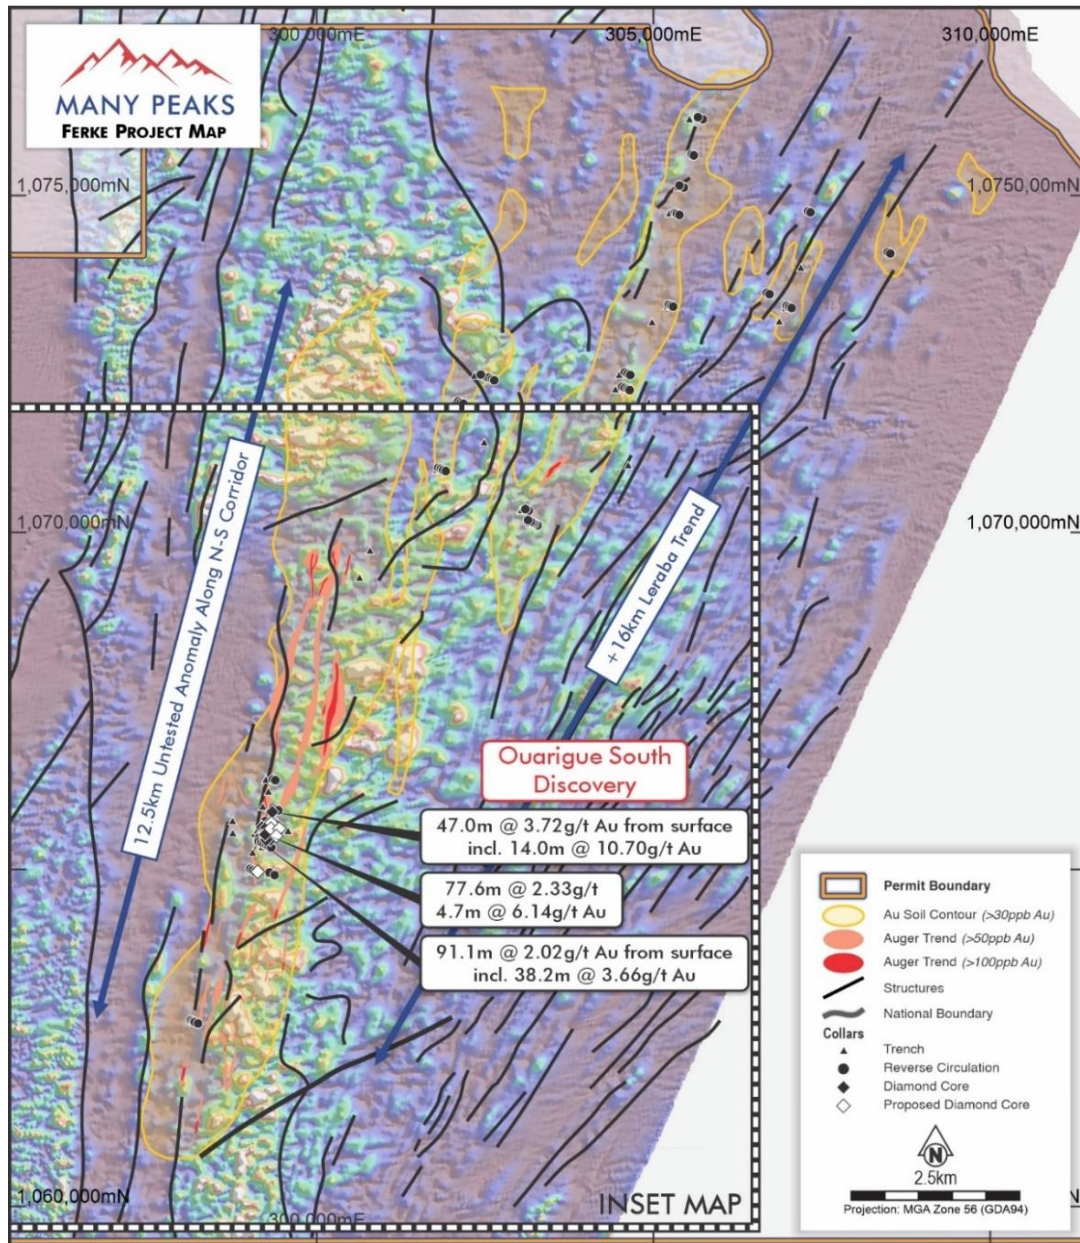 300,000mE
305,000mE
310,000mE
MANY PEAKS
FERKE PROJECT MAP
1,075,000mN
1,0750,00mN
1,070,000mN
1,070,000mN
12.5km Untested Anomaly Along N-S Corridor
+16km Leraba Trend
Ouarigue South
Discovery
47.0m @ 3.72g/t Au from surface
incl. 14.0m @ 10.70g/t Au
77.6m @ 2.33g/t
4.7m @ 6.14g/t Au
91.1m @ 2.02g/t Au from surface
incl. 38.2m @ 3.66g/t Au
Permit Boundary
Au Soil Contour (>30ppb Au)
Auger Trend (>50ppb Au)
Auger Trend (>100ppb Au)
Structures
National Boundary
Collars
Trench
Reverse Circulation
Diamond Core
Proposed Diamond Core
N
2.5km
Projection: MGA Zone 56 (GDA94)
1,060,000mN
300,000mE
INSET MAP